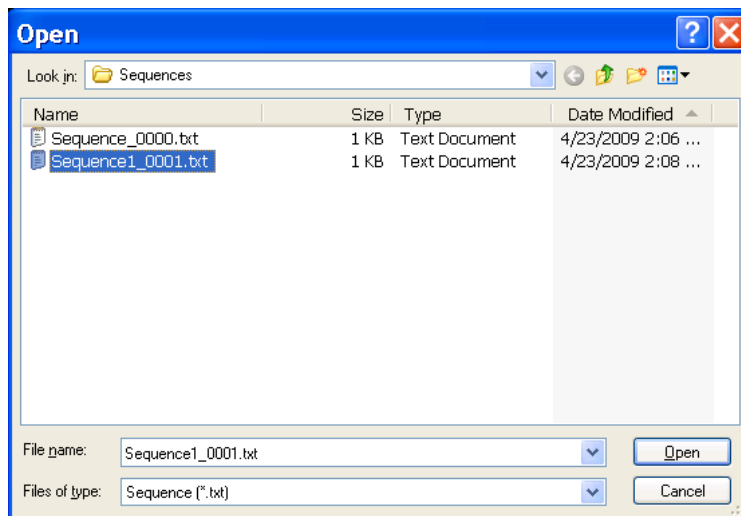 Open
Look in: Sequences
Name Size Type Date Modified
Sequence_0000.txt 1 KB Text Document 4/23/2009 2:06 ...
Sequence1_0001.txt 1 KB Text Document 4/23/2009 2:08 ...
File name: Sequence1_0001.txt Open
Files of type: Sequence (*.txt) Cancel